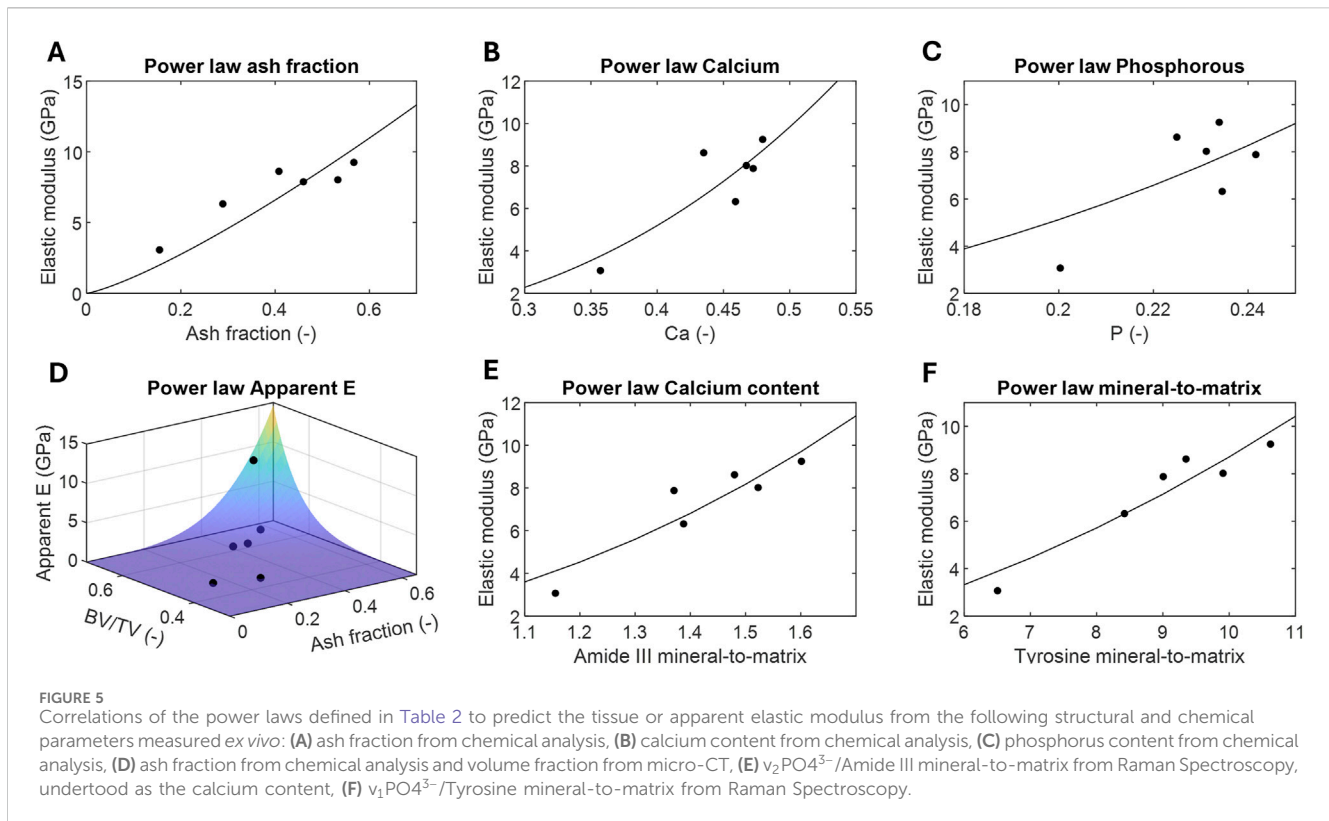 A
Power law ash fraction
15
10
5
0
Elastic modulus (GPa)
0 0.2 0.4 0.6
Ash fraction (-)
B
Power law Calcium
12
10
8
6
4
2
Elastic modulus (GPa)
0.3 0.35 0.4 0.45 0.5 0.55
Ca (-)
C
Power law Phosphorous
10
8
6
4
2
Elastic modulus (GPa)
0.18 0.2 0.22 0.24
P (-)
D
Power law Apparent E
15
10
5
0
Apparent E (GPa)
0.6 0.4
BV/TV (-)
0 0.2 0.4 0.6
Ash fraction (-)
E
Power law Calcium content
12
10
8
6
4
2
Elastic modulus (GPa)
1.1 1.2 1.3 1.4 1.5 1.6
Amide III mineral-to-matrix
F
Power law mineral-to-matrix
10
8
6
4
2
Elastic modulus (GPa)
6 7 8 9 10 11
Tyrosine mineral-to-matrix
FIGURE 5
Correlations of the power laws defined in Table 2 to predict the tissue or apparent elastic modulus from the following structural and chemical
parameters measured ex vivo: (A) ash fraction from chemical analysis, (B) calcium content from chemical analysis, (C) phosphorus content from chemical
analysis, (D) ash fraction from chemical analysis and volume fraction from micro-CT, (E) v₂PO4³⁻/Amide III mineral-to-matrix from Raman Spectroscopy,
undertood as the calcium content, (F) v₁PO4³⁻/Tyrosine mineral-to-matrix from Raman Spectroscopy.